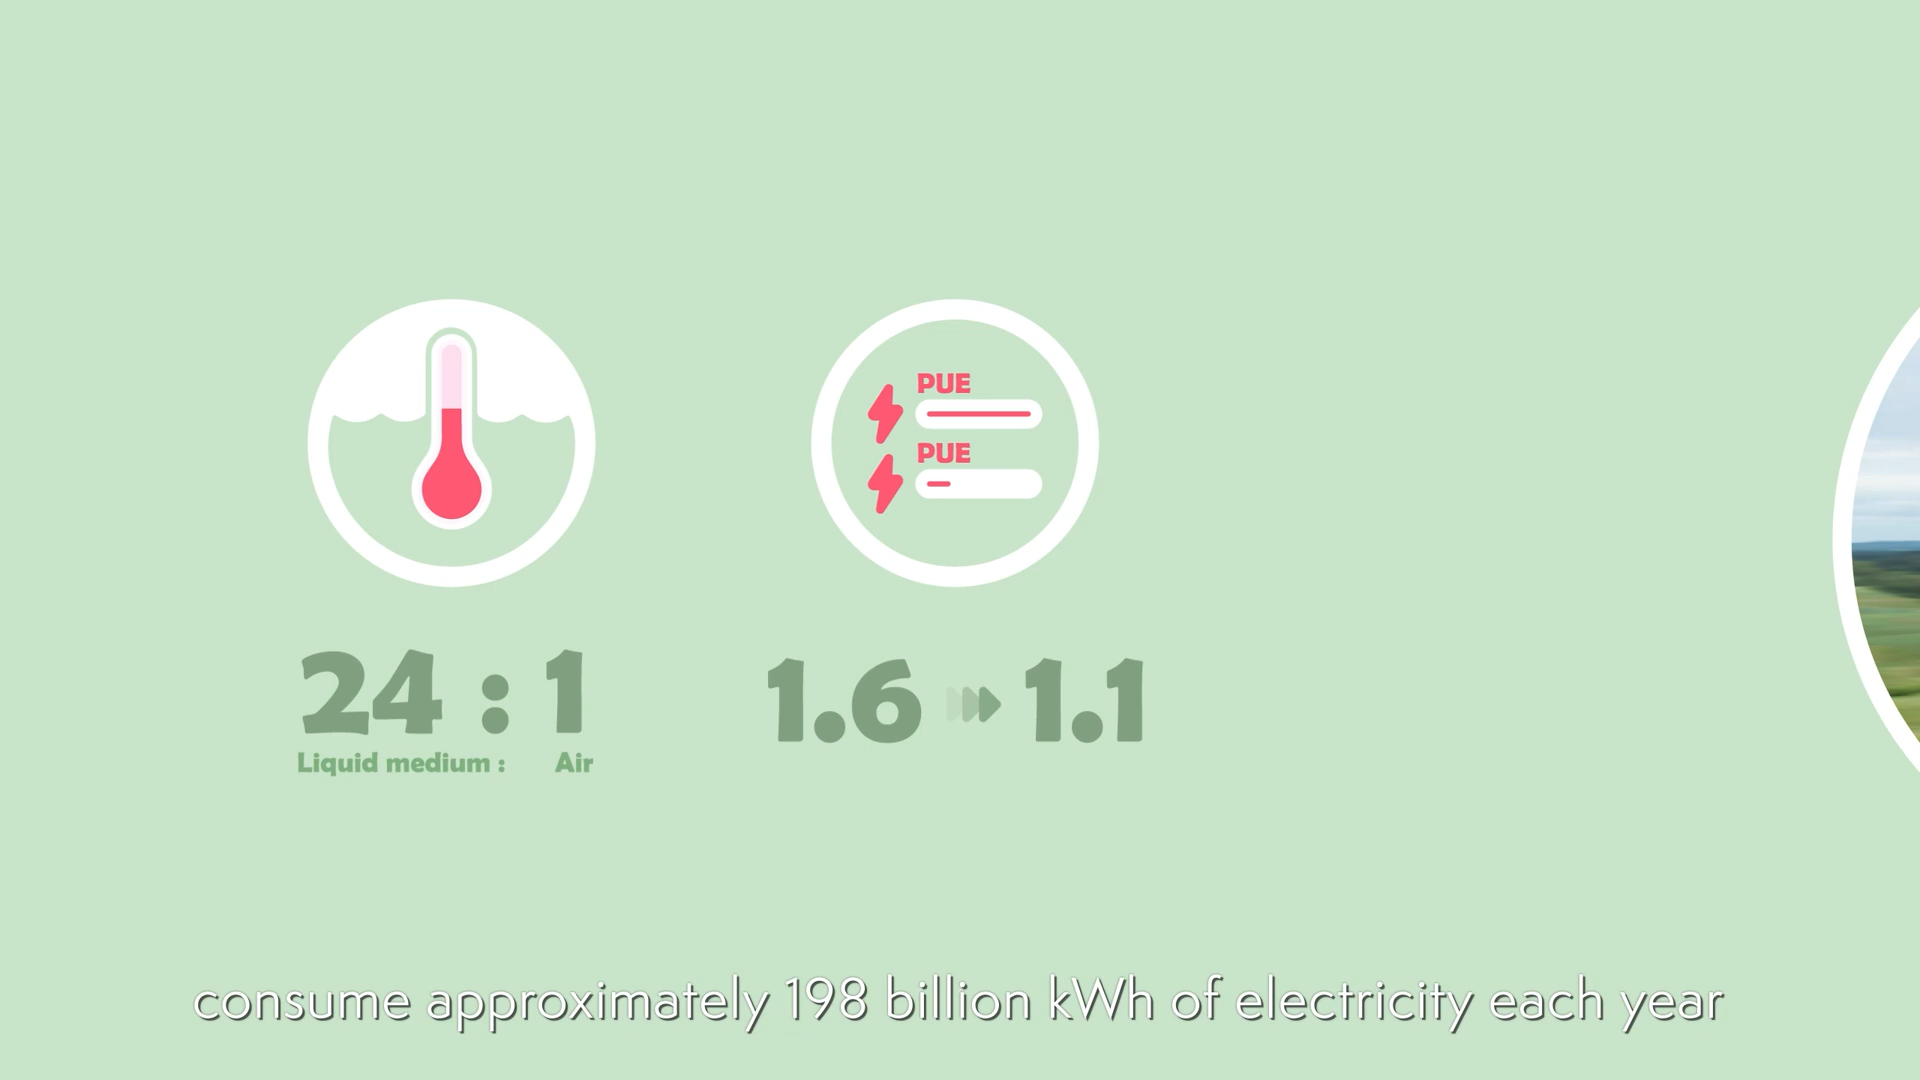 PUE
PUE
24 : 1
Liquid medium : Air
1.6 1.1
consume approximately 198 billion kWh of electricity each year